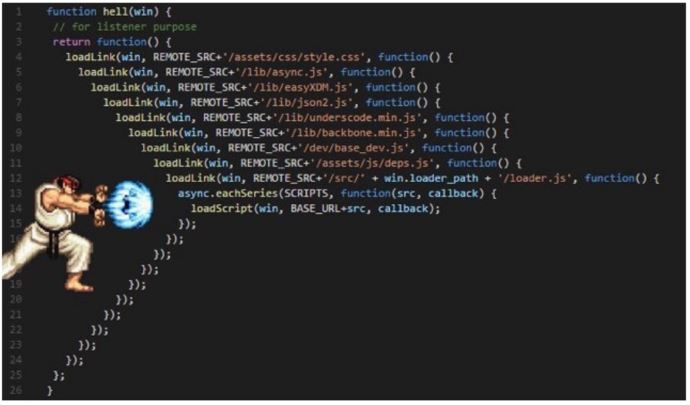 1 function hell(win) {
2 // for listener purpose
3 return function() {
4 loadLink(win, REMOTE_SRC+'/assets/css/style.css', function() {
5 loadLink(win, REMOTE_SRC+'/lib/async.js', function() {
6 loadLink(win, REMOTE_SRC+'/lib/easyXDM.js', function() {
7 loadLink(win, REMOTE_SRC+'/lib/json2.js', function() {
8 loadLink(win, REMOTE_SRC+'/lib/underscode.min.js', function() {
9 loadLink(win, REMOTE_SRC+'/lib/backbone.min.js', function() {
10 loadLink(win, REMOTE_SRC+'/dev/base_dev.js', function() {
11 loadLink(win, REMOTE_SRC+'/assets/js/deps.js', function() {
12 loadLink(win, REMOTE_SRC+'/src/' + win.loader_path + '/loader.js', function() {
13 async.eachSeries(SCRIPTS, function(src, callback) {
14 loadScript(win, BASE_URL+src, callback);
15 });
});
});
});
19 });
20 });
21 });
22 });
23 });
24 });
25 };
26 }